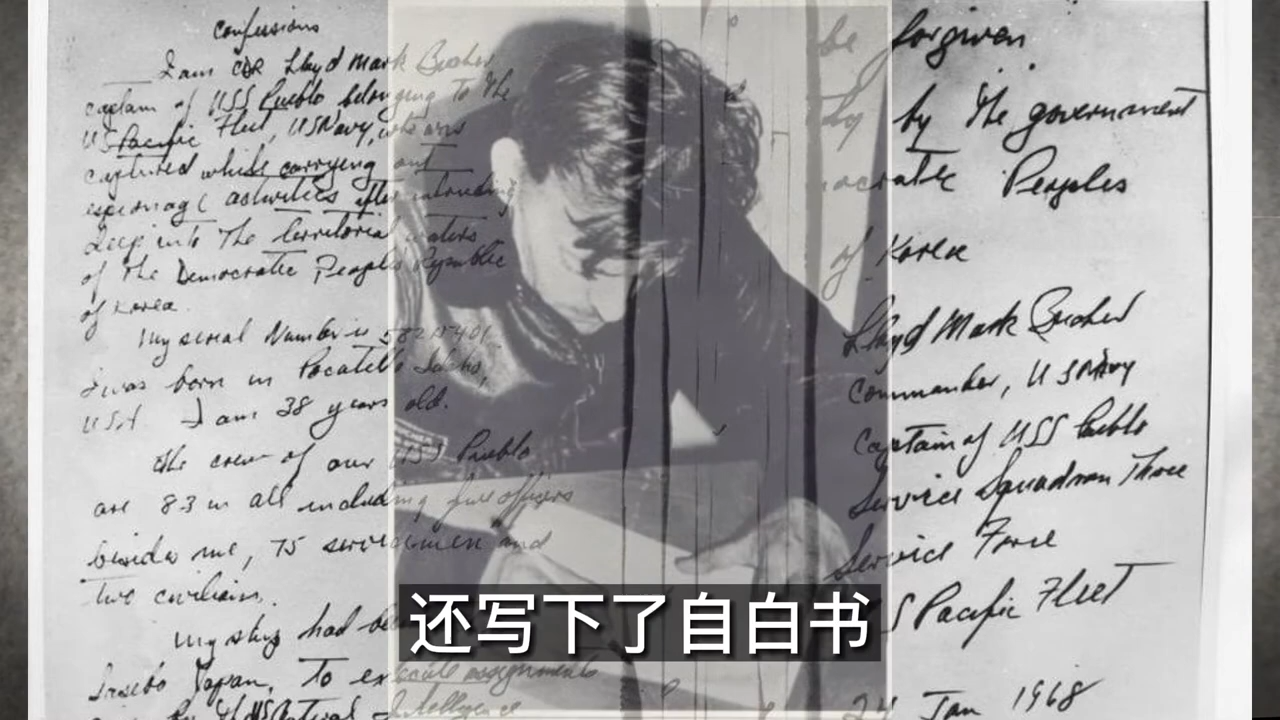 Confessions
I am CDR Lloyd Mark Bucher
captain of USS Pueblo belonging to the
US Pacific Fleet, US Navy, who was
captured while carrying out
espionage activities after intruding
deep into the territorial waters
of the Democratic Peoples Republic
of Korea.
My serial Number is 58215401.
I was born in Pocatello Idaho,
USA. I am 38 years old.
The crew of our USS Pueblo
are 83 in all including five officers
besides me, 75 servicemen and
two civilians.
My ship had
Sasebo Japan, To execute assignments
Intelligence
be forgiven
by the government
Peoples
of Korea
Lloyd Mark Bucher
Commander, US Navy
Captain of USS Pueblo
Service Squadron Three
Service Force
S Pacific Fleet
24 Jan 1968
还写下了自白书